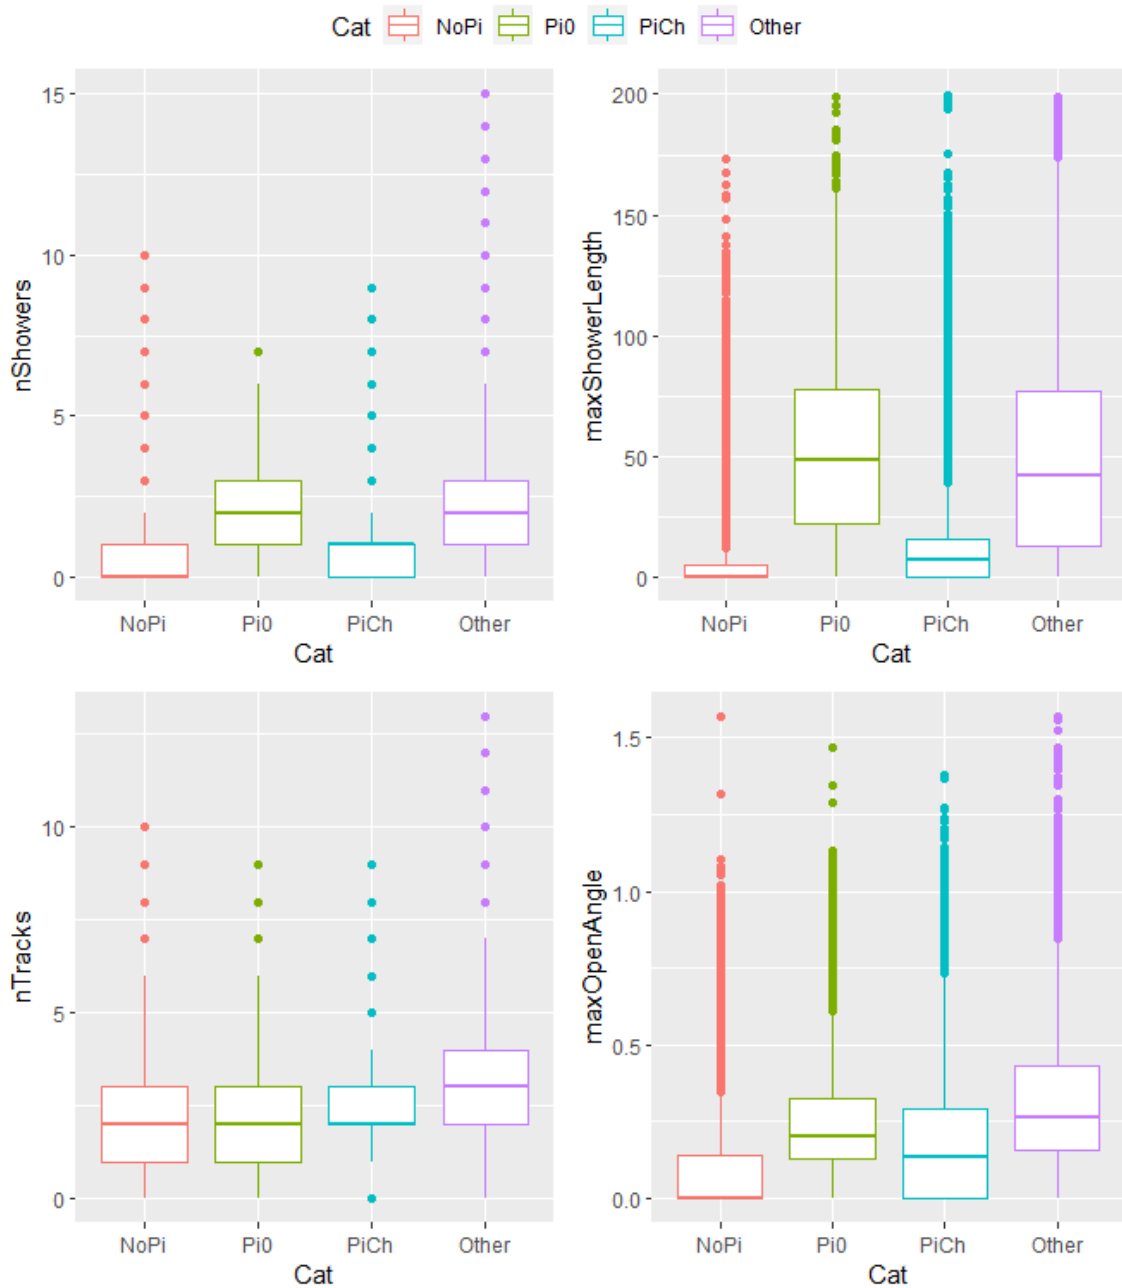 Cat NoPi Pi0 PiCh Other
15
10
5
0
nShowers
NoPi Pi0 PiCh Other
Cat
200
150
100
50
0
maxShowerLength
NoPi Pi0 PiCh Other
Cat
10
5
0
nTracks
NoPi Pi0 PiCh Other
Cat
1.5
1.0
0.5
0.0
maxOpenAngle
NoPi Pi0 PiCh Other
Cat